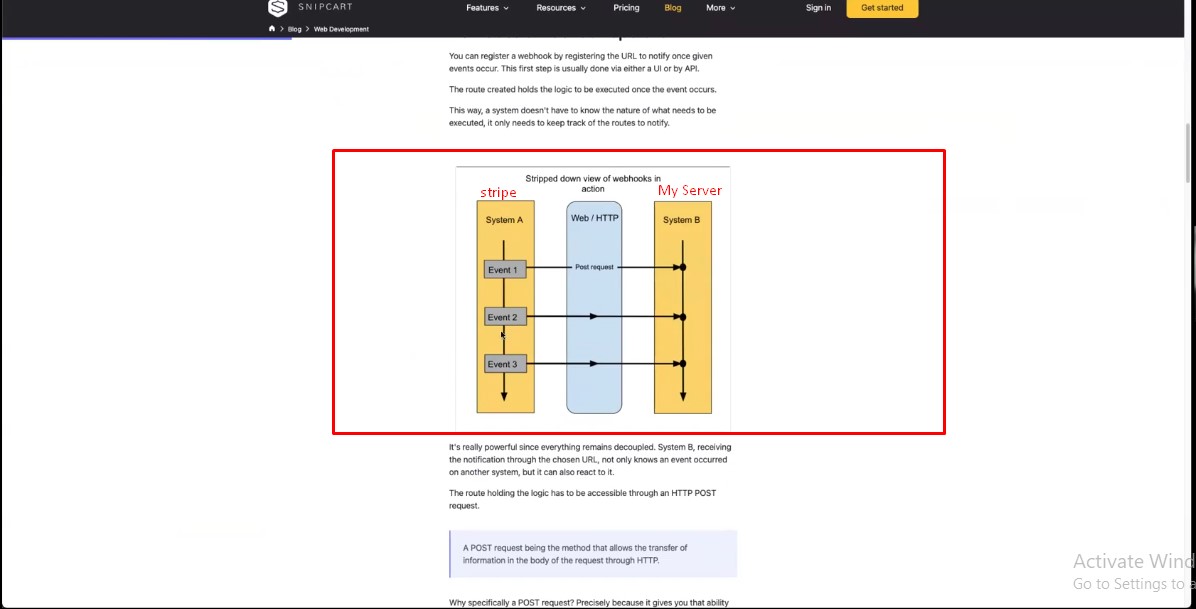 SNIPCART
Features
Resources
Pricing
Blog
More
Sign in
Get started
Blog
Web Development
You can register a webhook by registering the URL to notify once given
events occur. This first step is usually done via either a UI or by API.
The route created holds the logic to be executed once the event occurs.
This way, a system doesn't have to know the nature of what needs to be
executed, it only needs to keep track of the routes to notify.
Stripped down view of webhooks in
action
stripe
My Server
System A
Web / HTTP
System B
Event 1
Post request
Event 2
Event 3
It's really powerful since everything remains decoupled. System B, receiving
the notification through the chosen URL, not only knows an event occurred
on another system, but it can also react to it.
The route holding the logic has to be accessible through an HTTP POST
request.
A POST request being the method that allows the transfer of
information in the body of the request through HTTP.
Activate Wind
Go to Settings to a
Why specifically a POST request? Precisely because it gives you that ability